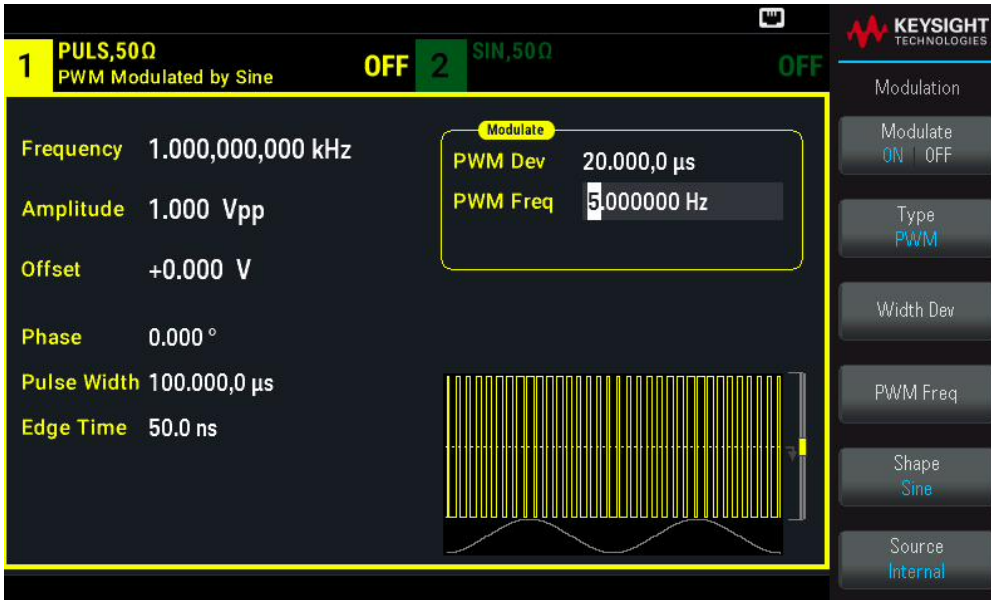 1
PULS,50Ω
PWM Modulated by Sine
OFF
2
SIN,50Ω
OFF
Frequency 1.000,000,000 kHz
Amplitude 1.000 Vpp
Offset +0.000 V
Phase 0.000 °
Pulse Width 100.000,0 µs
Edge Time 50.0 ns
Modulate
PWM Dev 20.000,0 µs
PWM Freq 5.000000 Hz
KEYSIGHT
TECHNOLOGIES
Modulation
Modulate
ON | OFF
Type
PWM
Width Dev
PWM Freq
Shape
Sine
Source
Internal